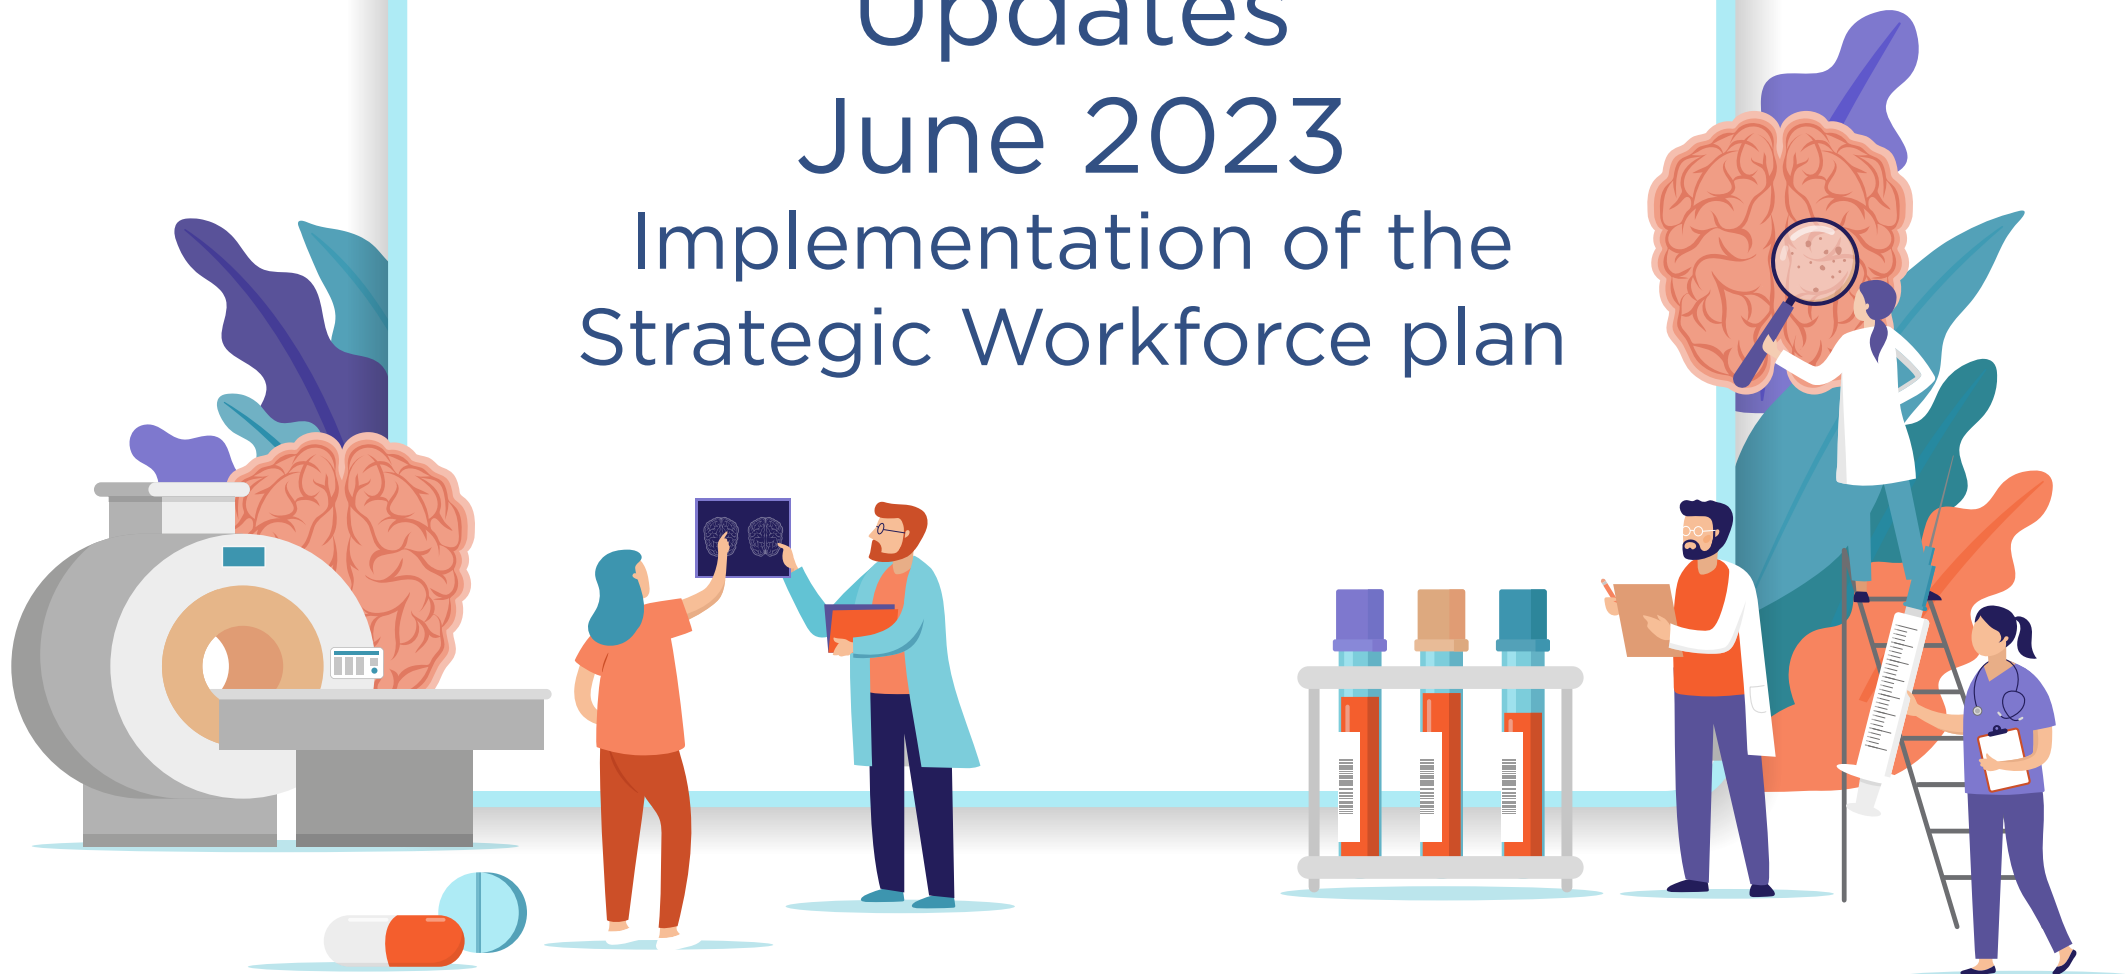 Updates
June 2023
Implementation of the
Strategic Workforce plan